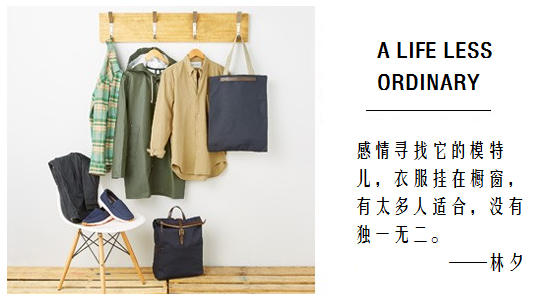 A LIFE LESS
ORDINARY
感情寻找它的模特
儿，衣服挂在橱窗，
有太多人适合，没有
独一无二。
——林夕